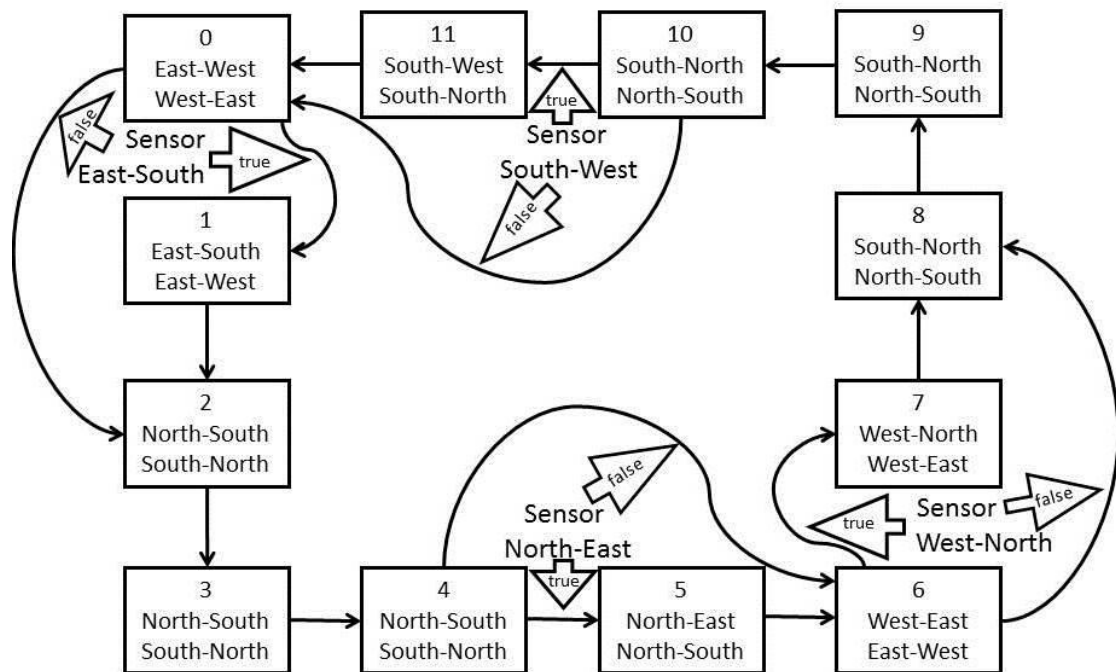 0
East-West
West-East
11
South-West
South-North
10
South-North
North-South
9
South-North
North-South
false
Sensor
East-South
true
true
Sensor
South-West
false
1
East-South
East-West
8
South-North
North-South
2
North-South
South-North
7
West-North
West-East
false
Sensor
North-East
true
true
Sensor
West-North
false
3
North-South
South-North
4
North-South
South-North
5
North-East
North-South
6
West-East
East-West